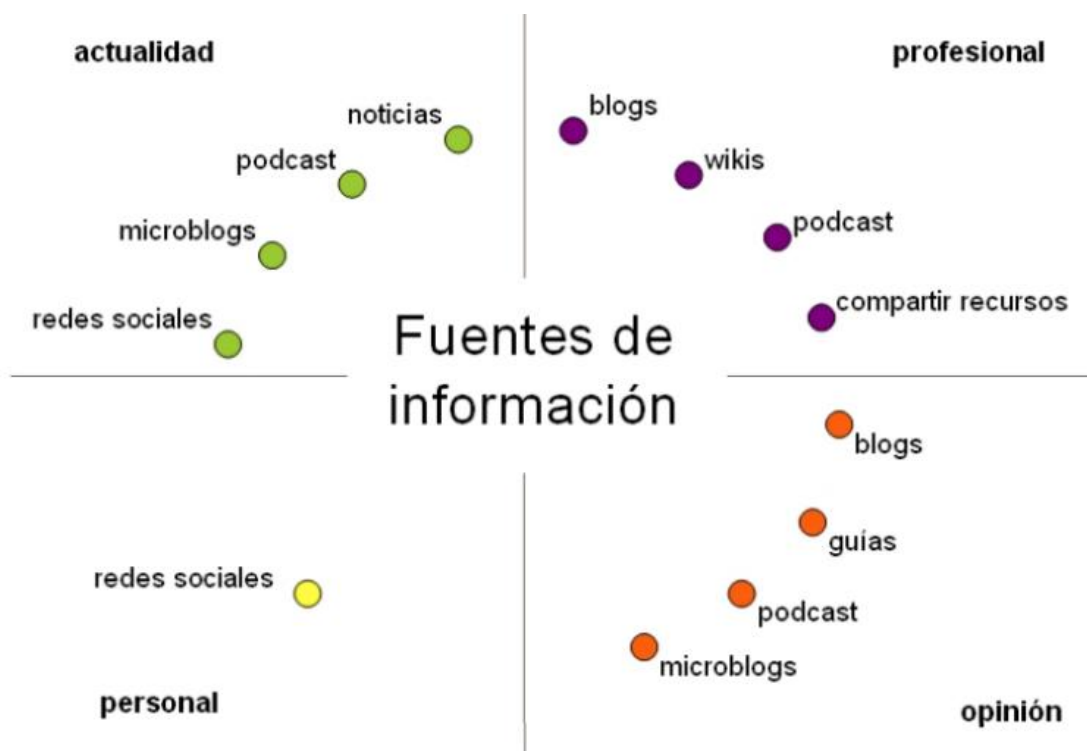 actualidad
noticias
podcast
microblogs
redes sociales
profesional
blogs
wikis
podcast
compartir recursos
Fuentes de
información
redes sociales
personal
blogs
guías
podcast
microblogs
opinión